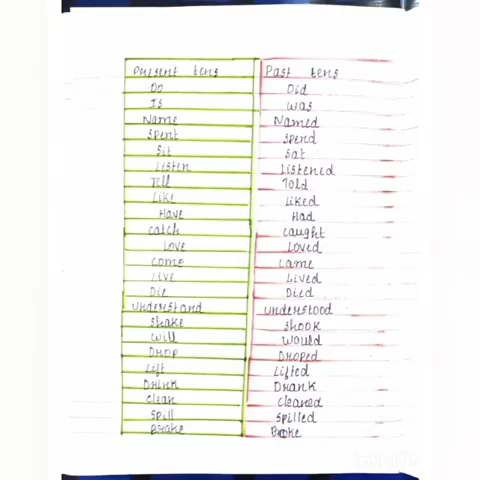 Present tens Past tens
Do Did
Is was
Name Named
spent spend
sit sat
Listen Listened
Tell Told
Like Liked
Have Had
catch caught
Love Loved
come came
Live Lived
Die Died
understand understood
shake shook
will would
Drop Droped
Lift Lifted
Drink Drank
clean cleaned
spill spilled
Brake Broke